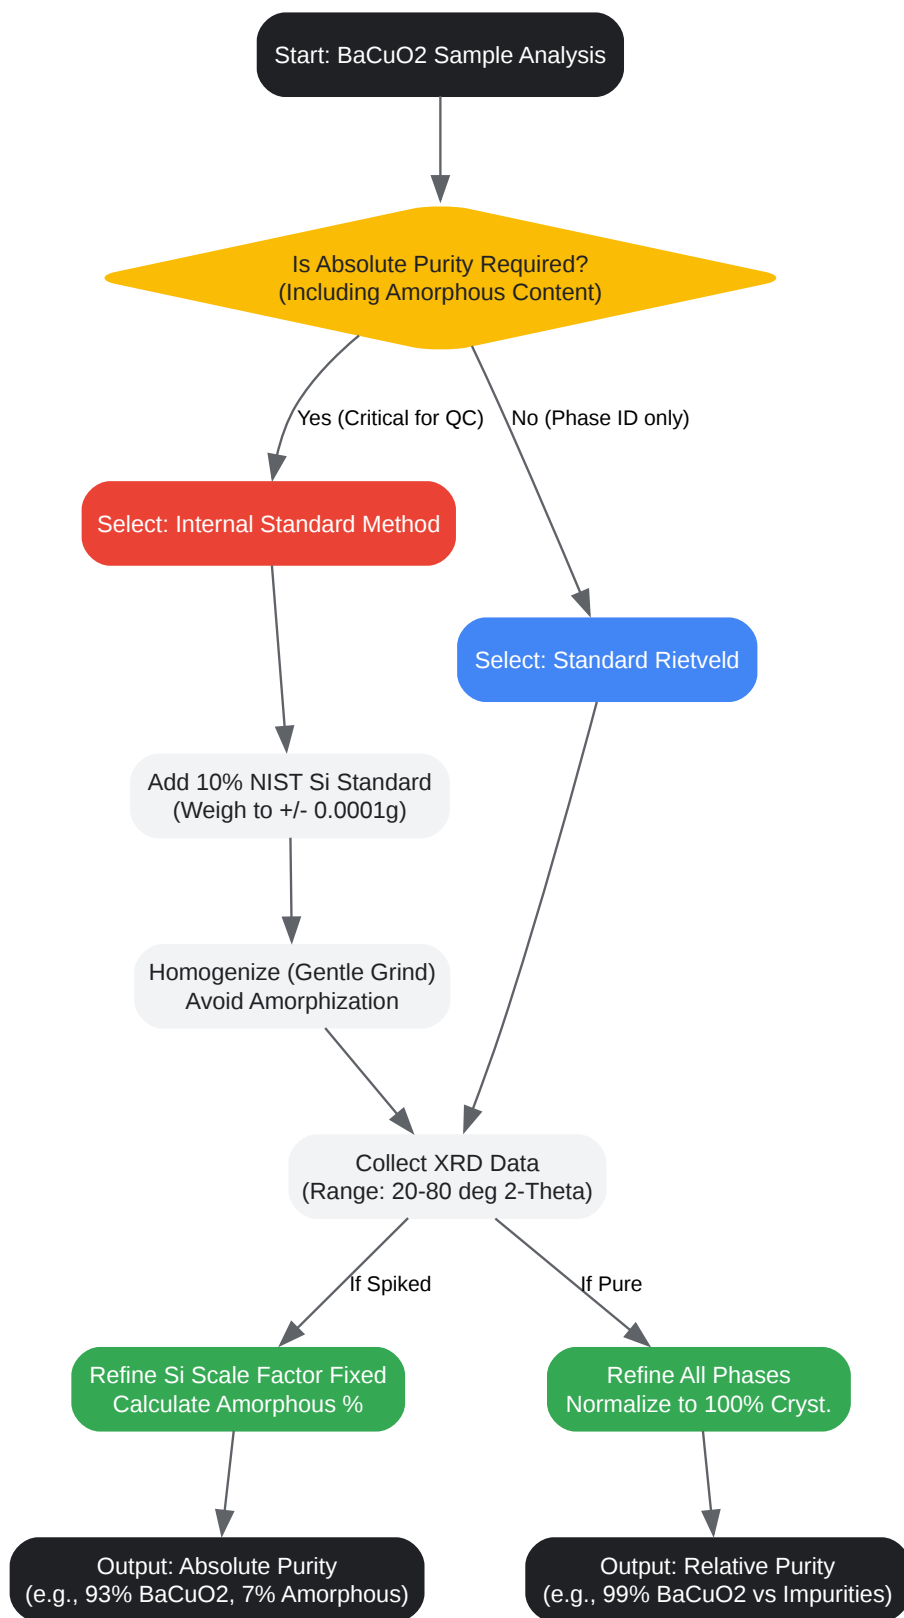 Start: BaCuO2 Sample Analysis
Is Absolute Purity Required?
(Including Amorphous Content)
Yes (Critical for QC)
No (Phase ID only)
Select: Internal Standard Method
Select: Standard Rietveld
Add 10% NIST Si Standard
(Weigh to +/- 0.0001g)
Homogenize (Gentle Grind)
Avoid Amorphization
Collect XRD Data
(Range: 20-80 deg 2-Theta)
If Spiked
If Pure
Refine Si Scale Factor Fixed
Calculate Amorphous %
Refine All Phases
Normalize to 100% Cryst.
Output: Absolute Purity
(e.g., 93% BaCuO2, 7% Amorphous)
Output: Relative Purity
(e.g., 99% BaCuO2 vs Impurities)